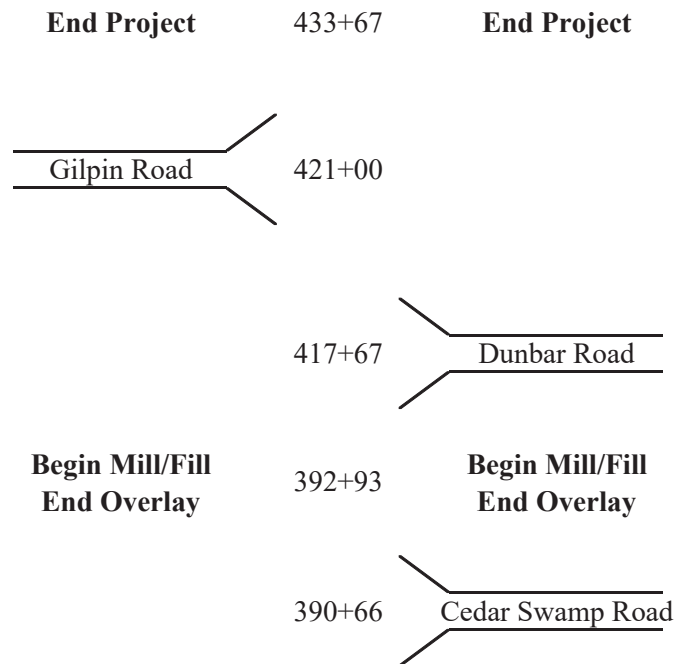 End Project 433+67 End Project
Gilpin Road 421+00
417+67 Dunbar Road
Begin Mill/Fill Begin Mill/Fill
392+93
End Overlay End Overlay
390+66 Cedar Swamp Road